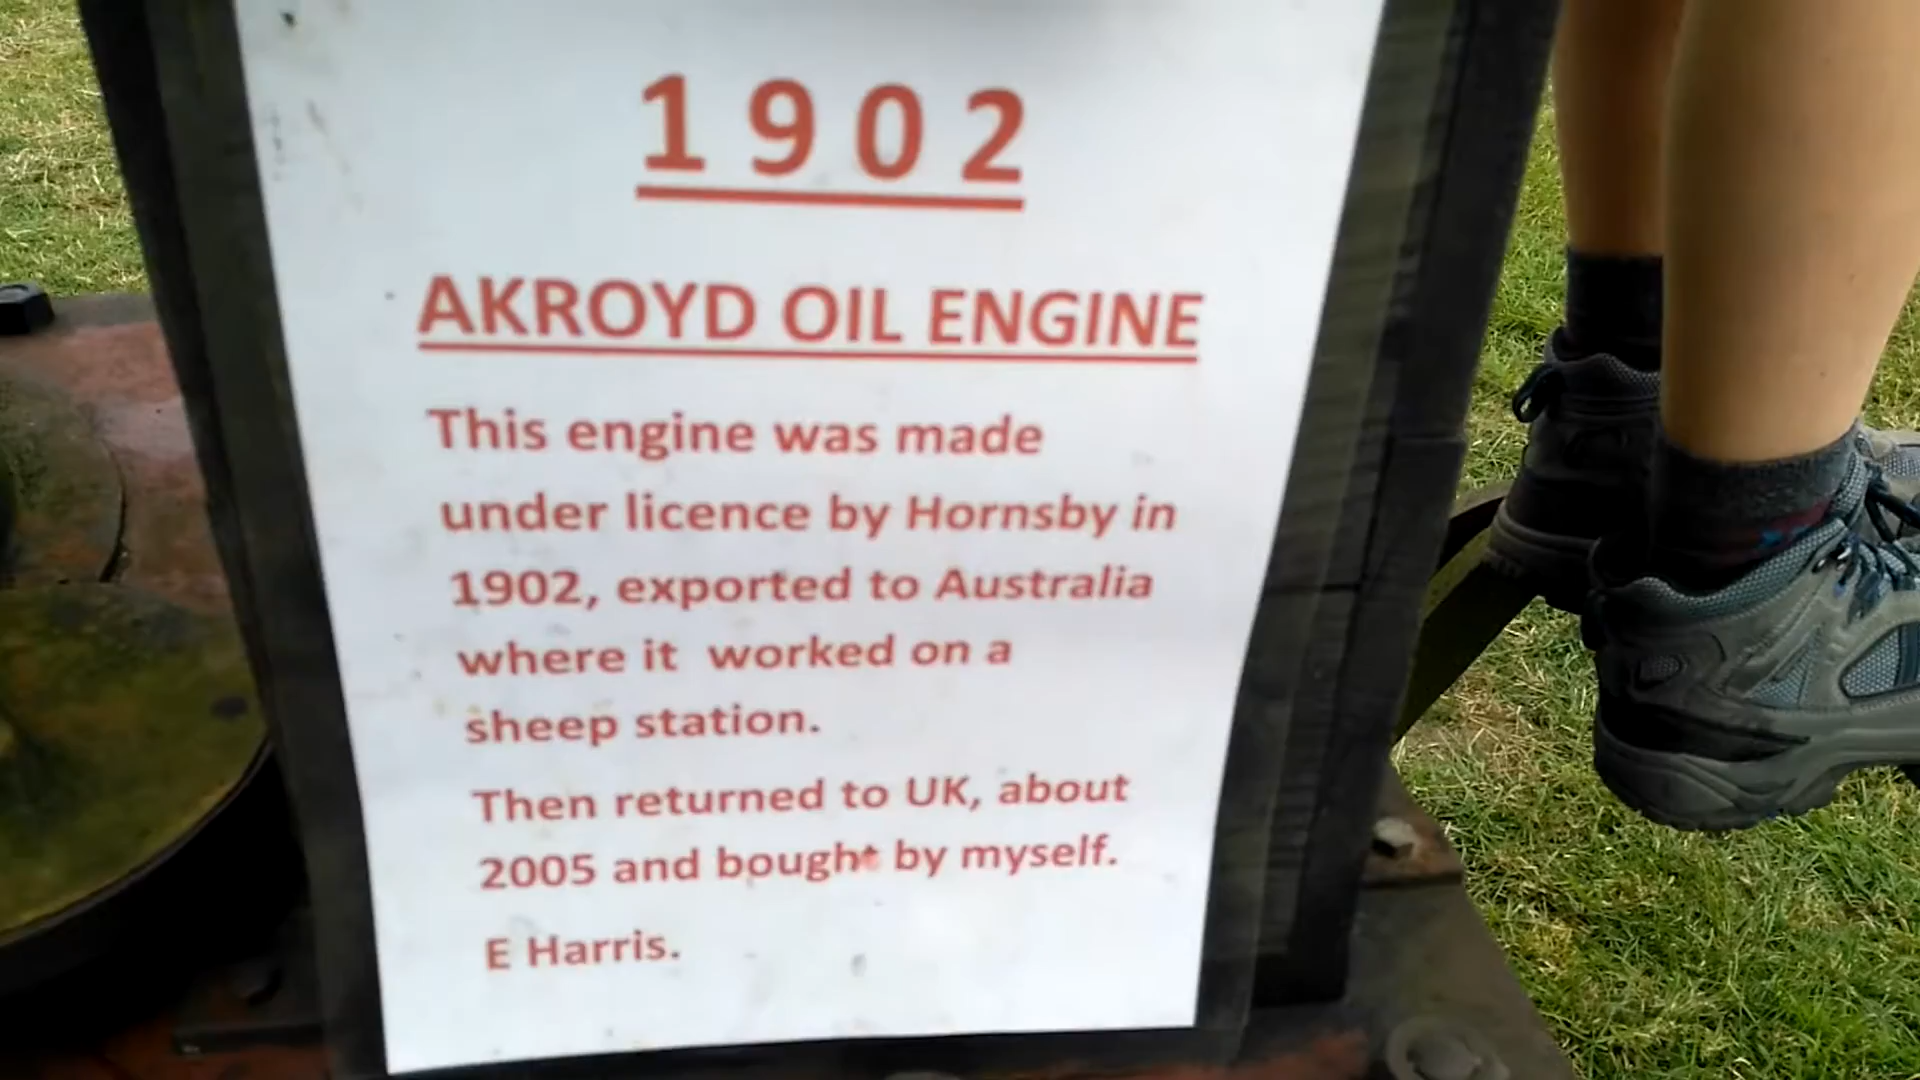 1902
AKROYD OIL ENGINE
This engine was made
under licence by Hornsby in
1902, exported to Australia
where it worked on a
sheep station.
Then returned to UK, about
2005 and bought by myself.
E Harris.